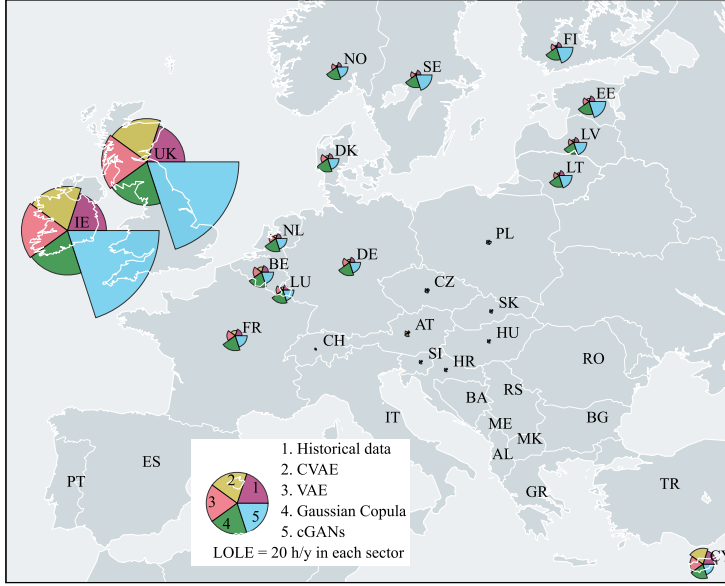 FI
NO
SE
EE
LV
UK
DK
LT
IE
NL
PL
DE
BE
LU
CZ
SK
FR
AT
HU
CH
SI
HR
RO
RS
BA
IT
ME
BG
MK
AL
ES
PT
TR
GR
1. Historical data
2. CVAE
3. VAE
4. Gaussian Copula
5. cGANs
2
1
3
4
5
LOLE = 20 h/y in each sector